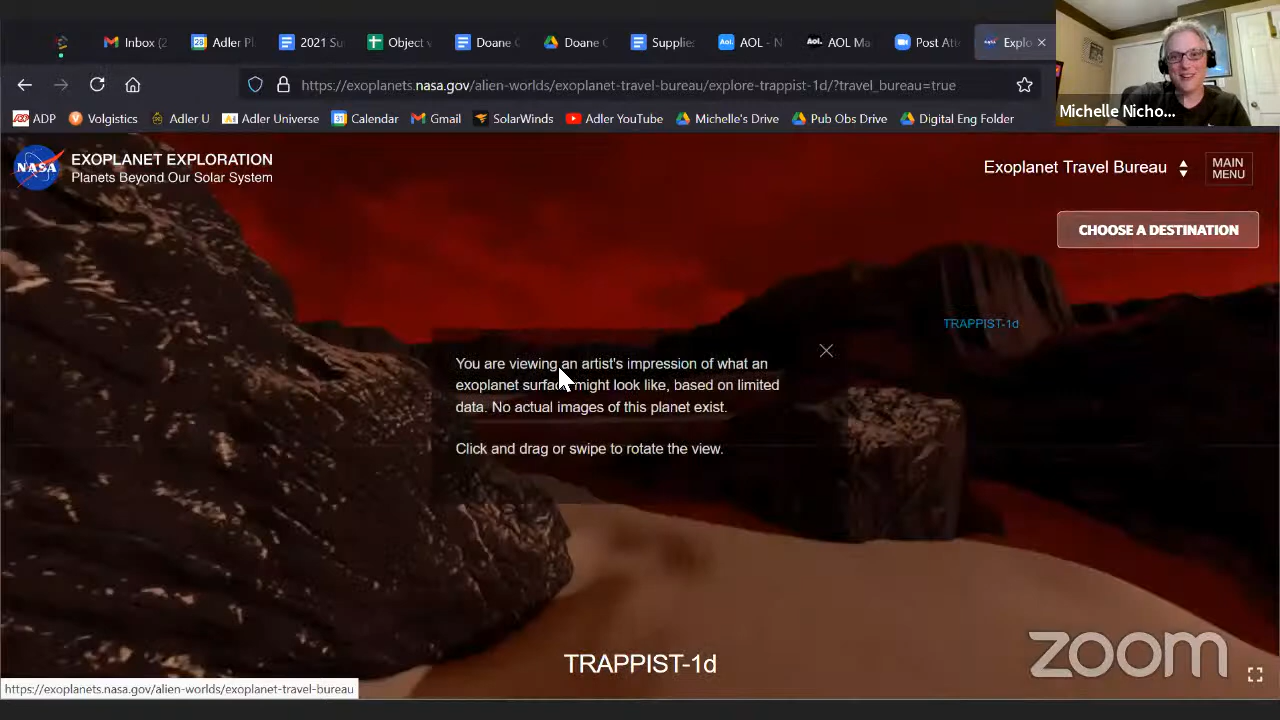 Inbox (2
Adler Pl
2021 Su
Object v
Doane C
Doane C
Supplie
AOL - N
AOL Ma
Post Att
Explo
https://exoplanets.nasa.gov/alien-worlds/exoplanet-travel-bureau/explore-trappist-1d/?travel_bureau=true
ADP
Volgistics
Adler U
Adler Universe
Calendar
Gmail
SolarWinds
Adler YouTube
Michelle's Drive
Pub Obs Drive
Digital Eng Folder
Michelle Nicho...
NASA
EXOPLANET EXPLORATION
Planets Beyond Our Solar System
Exoplanet Travel Bureau
MAIN
MENU
CHOOSE A DESTINATION
TRAPPIST-1d
You are viewing an artist's impression of what an
exoplanet surface might look like, based on limited
data. No actual images of this planet exist.
Click and drag or swipe to rotate the view.
TRAPPIST-1d
zoom
https://exoplanets.nasa.gov/alien-worlds/exoplanet-travel-bureau